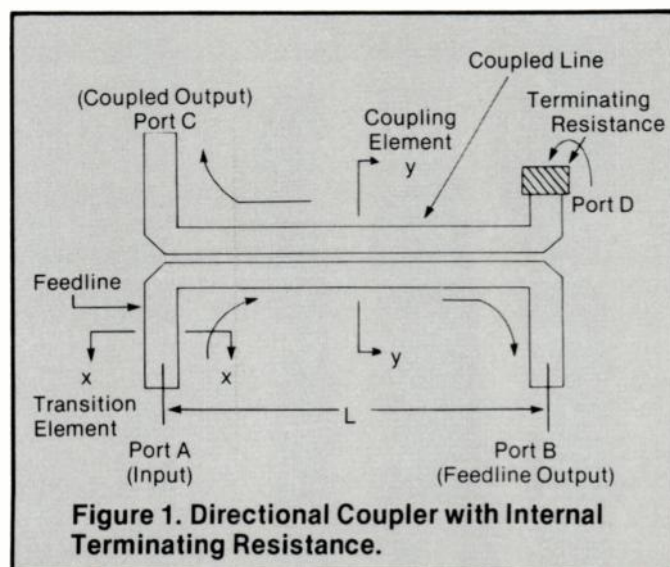 Coupled Line
(Coupled Output)
Port C
Coupling
Element
Terminating
Resistance
y
Port D
Feedline
x
x
y
Transition
Element
L
Port A
(Input)
Port B
(Feedline Output)
Figure 1. Directional Coupler with Internal
Terminating Resistance.